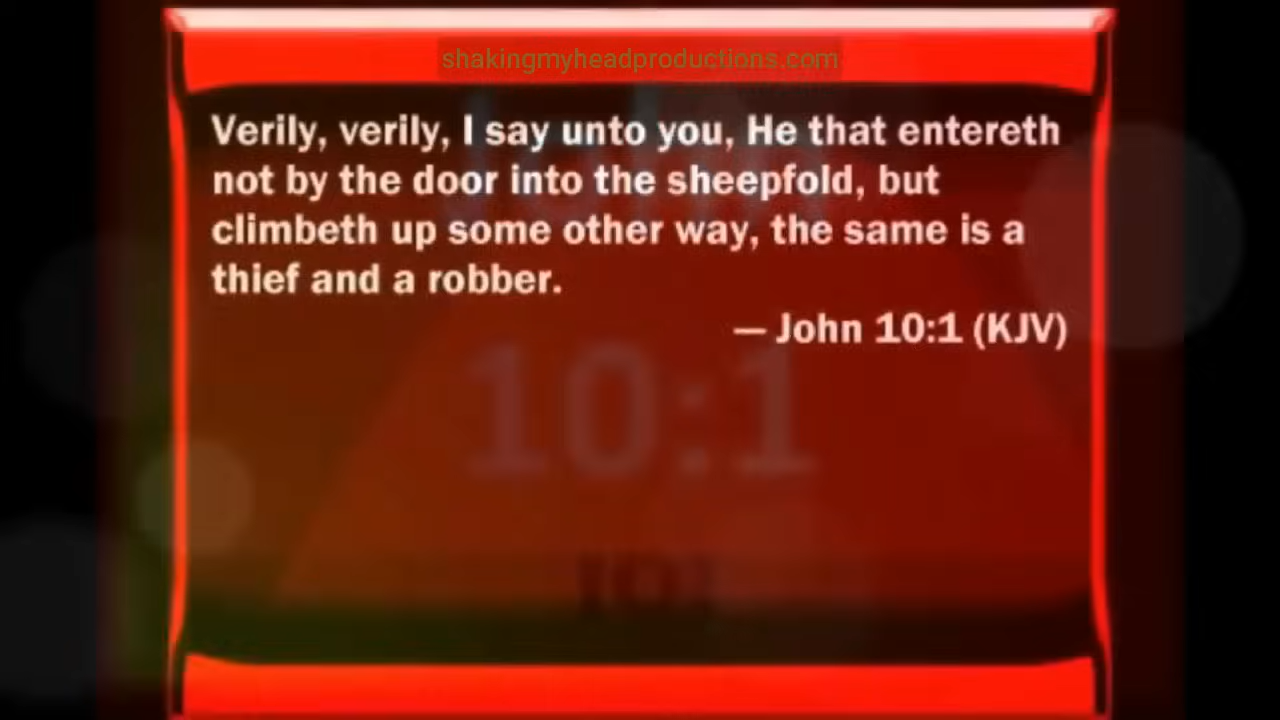 shakingmyheadproductions.com
Verily, verily, I say unto you, He that entereth
not by the door into the sheepfold, but
climbeth up some other way, the same is a
thief and a robber.
— John 10:1 (KJV)
10:1